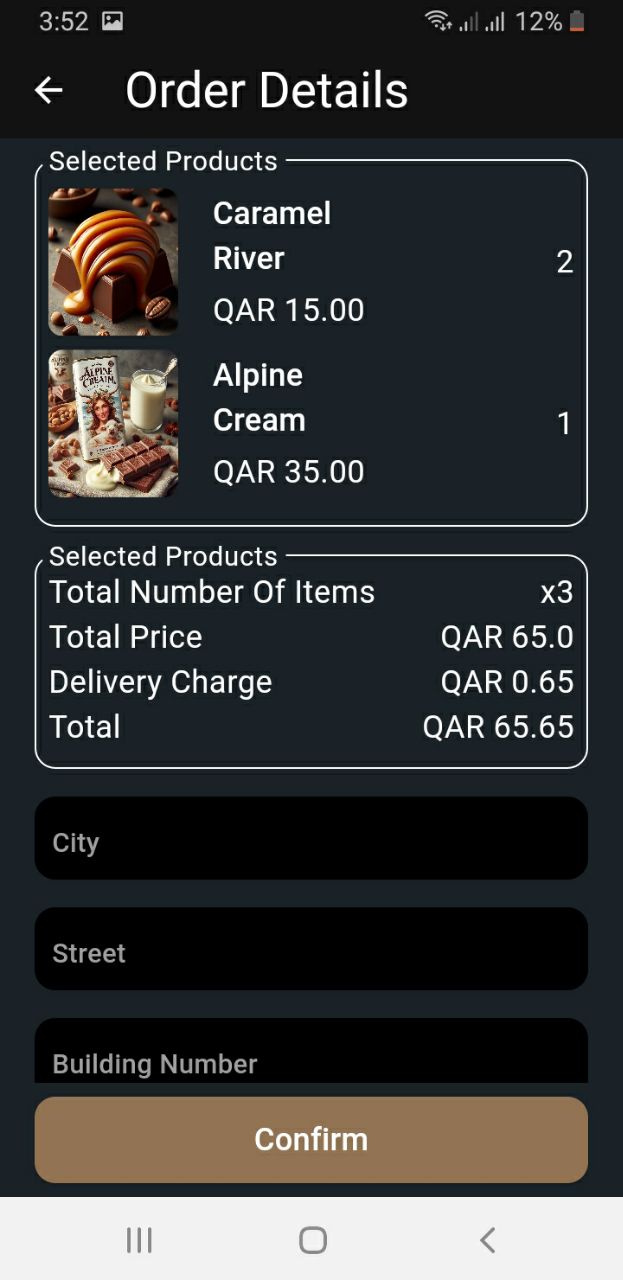 3:52 12%
Order Details
Selected Products
Caramel
River
2
QAR 15.00
ALPINE
CREAM
Alpine
Cream
1
QAR 35.00
Selected Products
Total Number Of Items x3
Total Price QAR 65.0
Delivery Charge QAR 0.65
Total QAR 65.65
City
Street
Building Number
Confirm